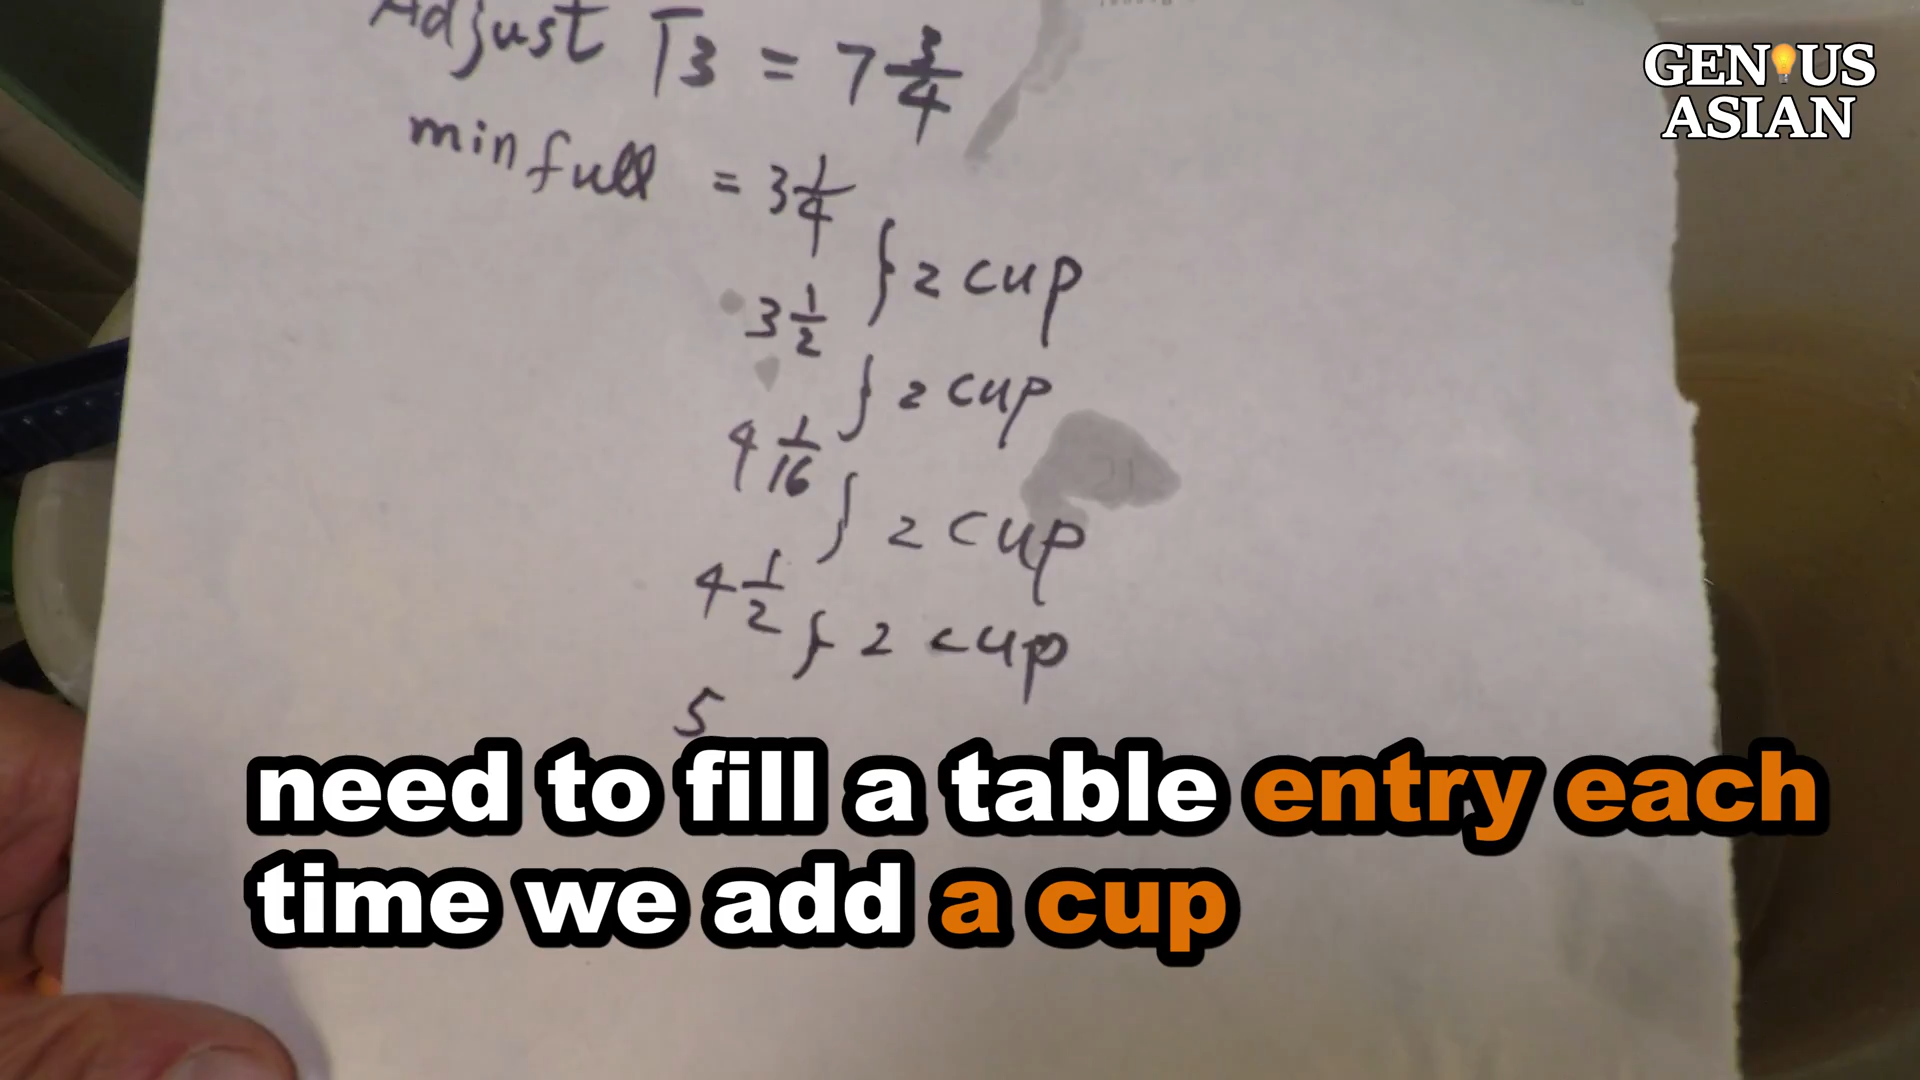 GENIUS
ASIAN
Adjust T3 = 7 3/4
min full = 3 1/4
} 2 cup
3 1/2
} 2 cup
4 1/16
} 2 cup
4 1/2
} 2 cup
5
need to fill a table entry each
time we add a cup